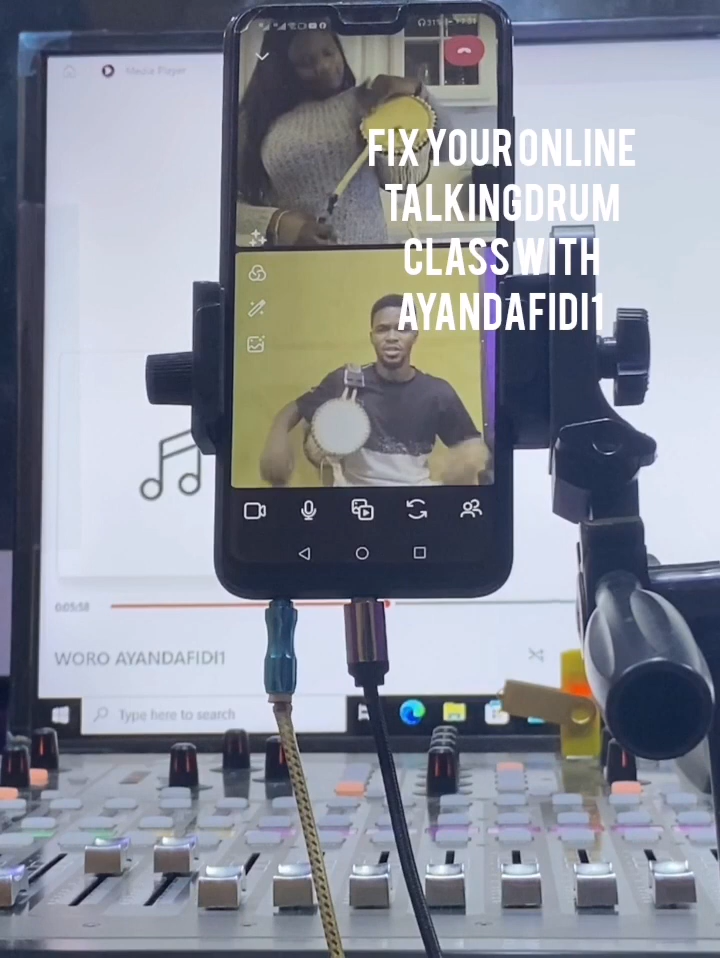 Media Player
FIX YOUR ONLINE
TALKINGDRUM
CLASS WITH
AYANDAFIDI1
0:05:58
WORO AYANDAFIDI1
Type here to search